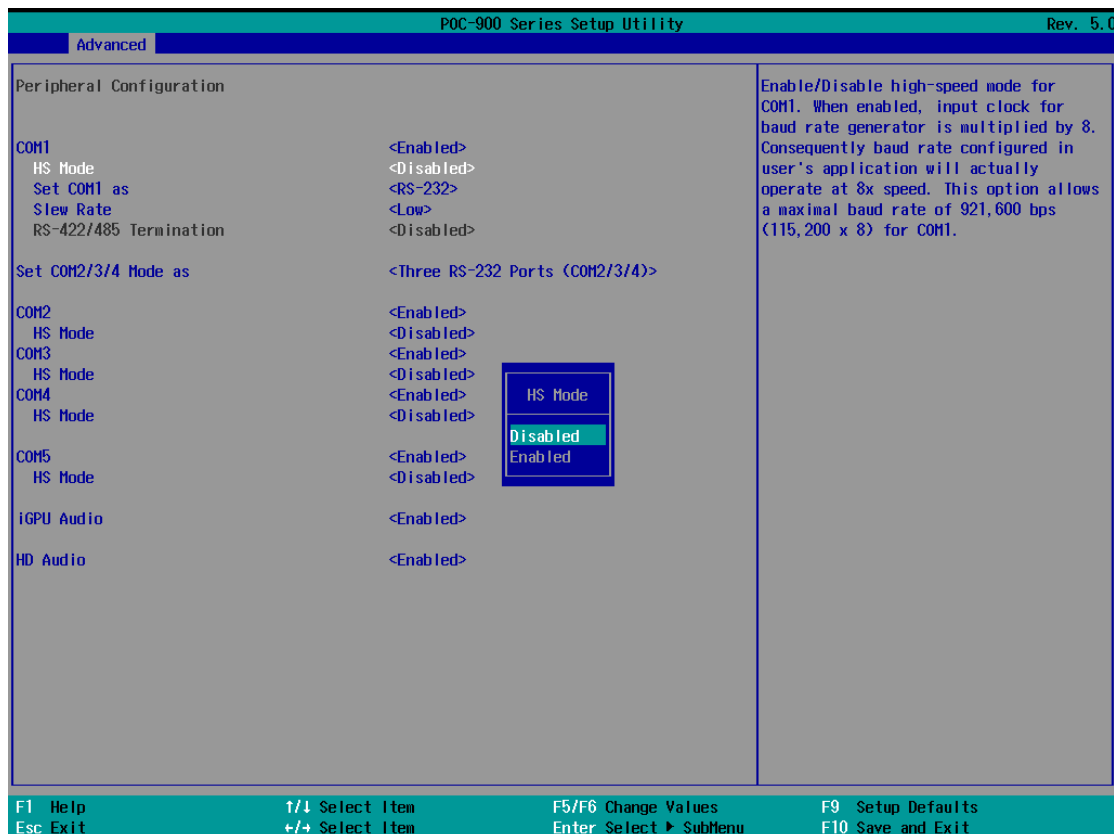 POC-900 Series Setup Utility Rev. 5.0
Advanced
Peripheral Configuration
COM1 <Enabled>
HS Mode <Disabled>
Set COM1 as <RS-232>
Slew Rate <Low>
RS-422/485 Termination <Disabled>
Set COM2/3/4 Mode as <Three RS-232 Ports (COM2/3/4)>
COM2 <Enabled>
HS Mode <Disabled>
COM3 <Enabled>
HS Mode <Disabled>
COM4 <Enabled>
HS Mode <Disabled>
COM5 <Enabled>
HS Mode <Disabled>
iGPU Audio <Enabled>
HD Audio <Enabled>
HS Mode
Disabled
Enabled
Enable/Disable high-speed mode for
COM1. When enabled, input clock for
baud rate generator is multiplied by 8.
Consequently baud rate configured in
user's application will actually
operate at 8x speed. This option allows
a maximal baud rate of 921,600 bps
(115,200 x 8) for COM1.
F1 Help ↑/↓ Select Item F5/F6 Change Values F9 Setup Defaults
Esc Exit ←/→ Select Item Enter Select ▶ SubMenu F10 Save and Exit